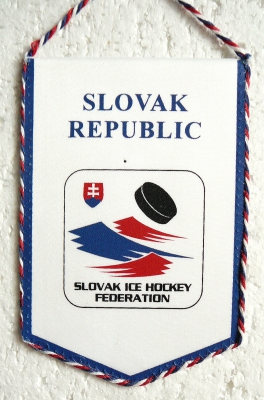 SLOVAK
REPUBLIC
SLOVAK ICE HOCKEY
FEDERATION